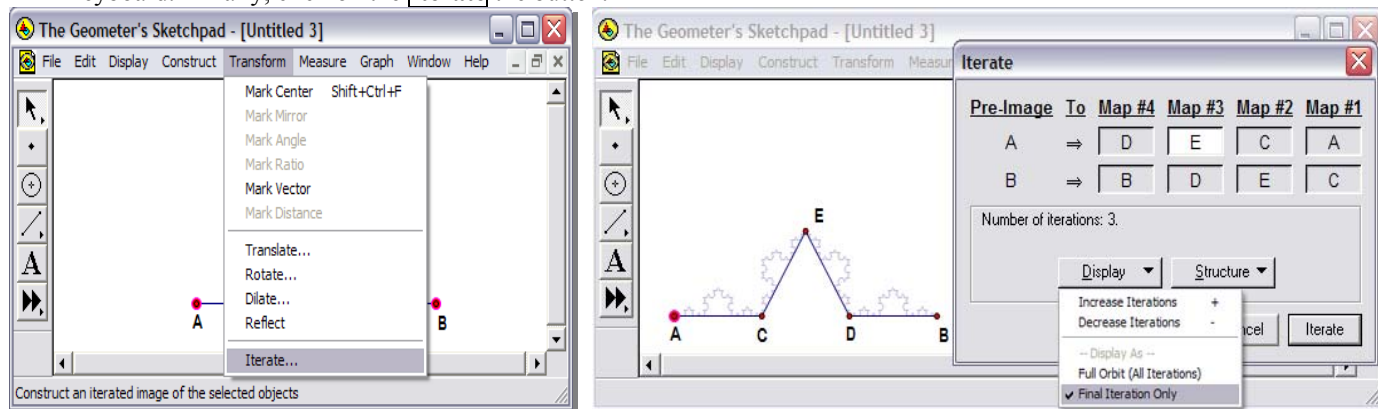 The Geometer's Sketchpad - [Untitled 3]
File Edit Display Construct Transform Measure Graph Window Help
Mark Center Shift+Ctrl+F
Mark Mirror
Mark Angle
Mark Ratio
Mark Vector
Mark Distance
Translate...
Rotate...
Dilate...
Reflect
Iterate...
A
A B
Construct an iterated image of the selected objects
The Geometer's Sketchpad - [Untitled 3]
File Edit Display Construct Transform
A
E
A C D B
Iterate
Pre-Image To Map #4 Map #3 Map #2 Map #1
A ⇒ D E C A
B ⇒ B D E C
Number of iterations: 3.
Display Structure
Increase Iterations +
Decrease Iterations -
-- Display As --
Full Orbit (All Iterations)
✔ Final Iteration Only
Iterate